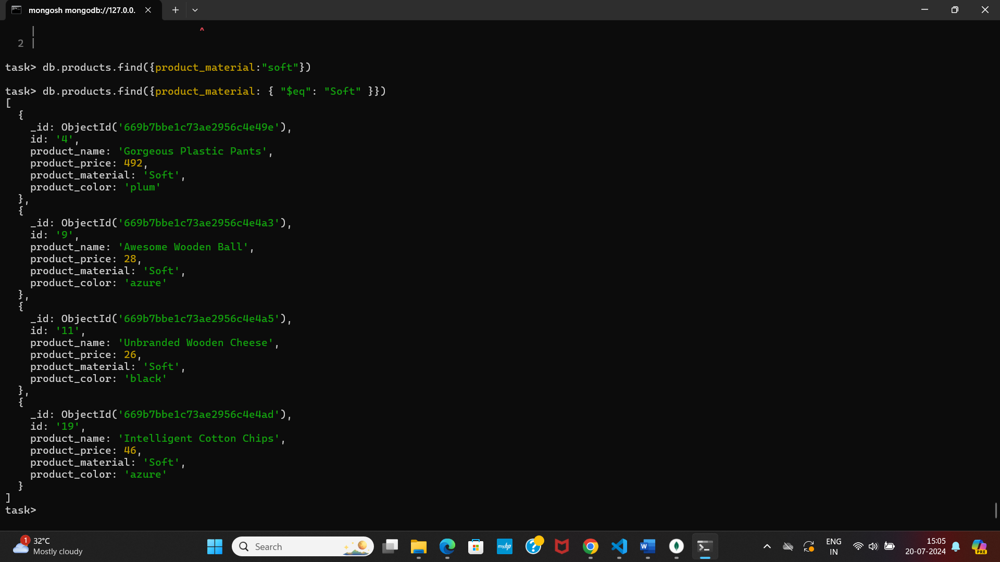 mongosh mongodb://127.0.0.
|                          ^
2 |
task> db.products.find({product_material:"soft"})
task> db.products.find({product_material: { "$eq": "Soft" }})
[
  {
    _id: ObjectId('669b7bbe1c73ae2956c4e49e'),
    id: '4',
    product_name: 'Gorgeous Plastic Pants',
    product_price: 492,
    product_material: 'Soft',
    product_color: 'plum'
  },
  {
    _id: ObjectId('669b7bbe1c73ae2956c4e4a3'),
    id: '9',
    product_name: 'Awesome Wooden Ball',
    product_price: 28,
    product_material: 'Soft',
    product_color: 'azure'
  },
  {
    _id: ObjectId('669b7bbe1c73ae2956c4e4a5'),
    id: '11',
    product_name: 'Unbranded Wooden Cheese',
    product_price: 26,
    product_material: 'Soft',
    product_color: 'black'
  },
  {
    _id: ObjectId('669b7bbe1c73ae2956c4e4ad'),
    id: '19',
    product_name: 'Intelligent Cotton Chips',
    product_price: 46,
    product_material: 'Soft',
    product_color: 'azure'
  }
]
task>
1
32°C
Mostly cloudy
Search
myhp
?
W
ENG
IN
15:05
20-07-2024
PRE